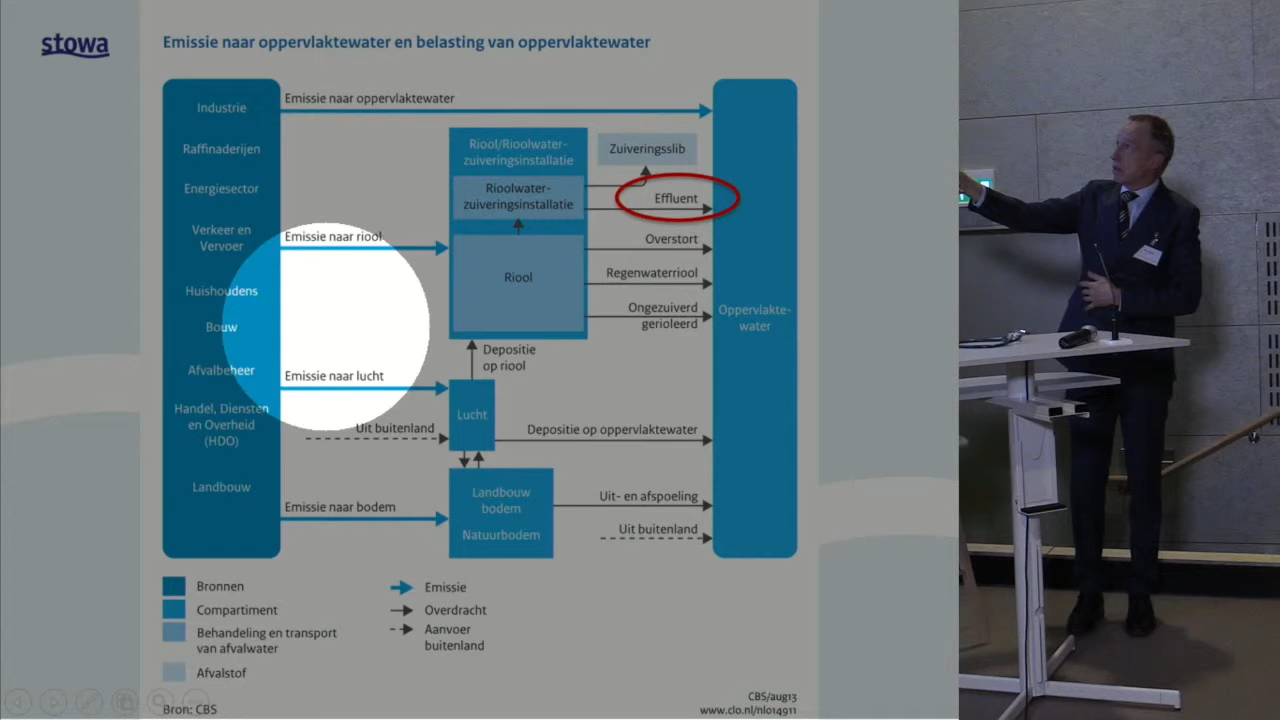 stowa
Emissie naar oppervlaktewater en belasting van oppervlaktewater
Industrie
Raffinaderijen
Energiesector
Verkeer en
Vervoer
Huishoudens
Bouw
Afvalbeheer
Handel, Diensten
en Overheid
(HDO)
Landbouw
Emissie naar oppervlaktewater
Emissie naar riool
Emissie naar lucht
Uit buitenland
Emissie naar bodem
Riool/Rioolwater-
zuiveringsinstallatie
Rioolwater-
zuiveringsinstallatie
Riool
Depositie
op riool
Lucht
Landbouw
bodem
Natuurbodem
Zuiveringsslib
Effluent
Overstort
Regenwaterriool
Ongezuiverd
gerioleerd
Depositie op oppervlaktewater
Uit- en afspoeling
Uit buitenland
Oppervlakte-
water
Bronnen
Compartiment
Behandeling en transport
van afvalwater
Afvalstof
Emissie
Overdracht
Aanvoer
buitenland
Bron: CBS
CBS/aug13
www.clo.nl/nl014911